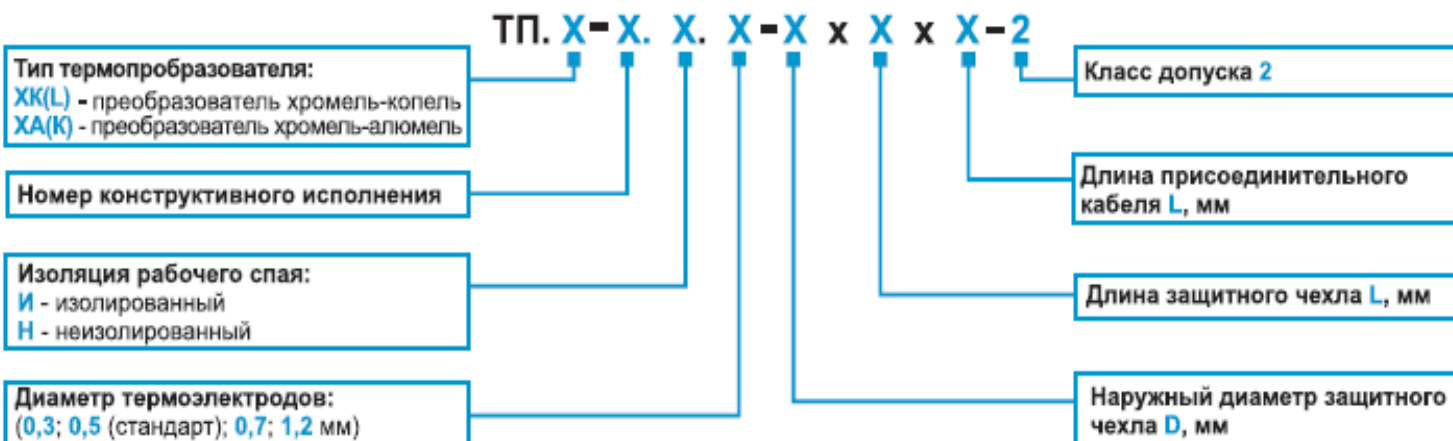 ТП. Х-Х. Х. Х-Х х Х х Х-2
Тип термопробразователя:
ХК(L) - преобразователь хромель-копель
ХА(К) - преобразователь хромель-алюмель
Номер конструктивного исполнения
Изоляция рабочего спая:
И - изолированный
Н - неизолированный
Диаметр термоэлектродов:
(0,3; 0,5 (стандарт); 0,7; 1,2 мм)
Класс допуска 2
Длина присоединительного
кабеля L, мм
Длина защитного чехла L, мм
Наружный диаметр защитного
чехла D, мм